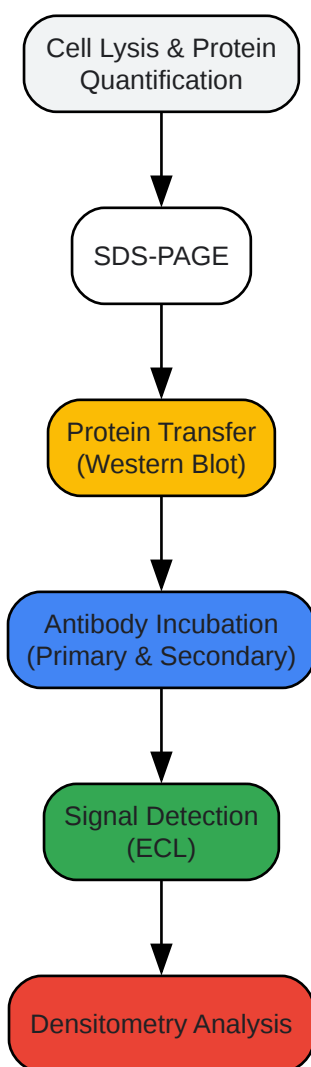 Cell Lysis & Protein
Quantification
SDS-PAGE
Protein Transfer
(Western Blot)
Antibody Incubation
(Primary & Secondary)
Signal Detection
(ECL)
Densitometry Analysis